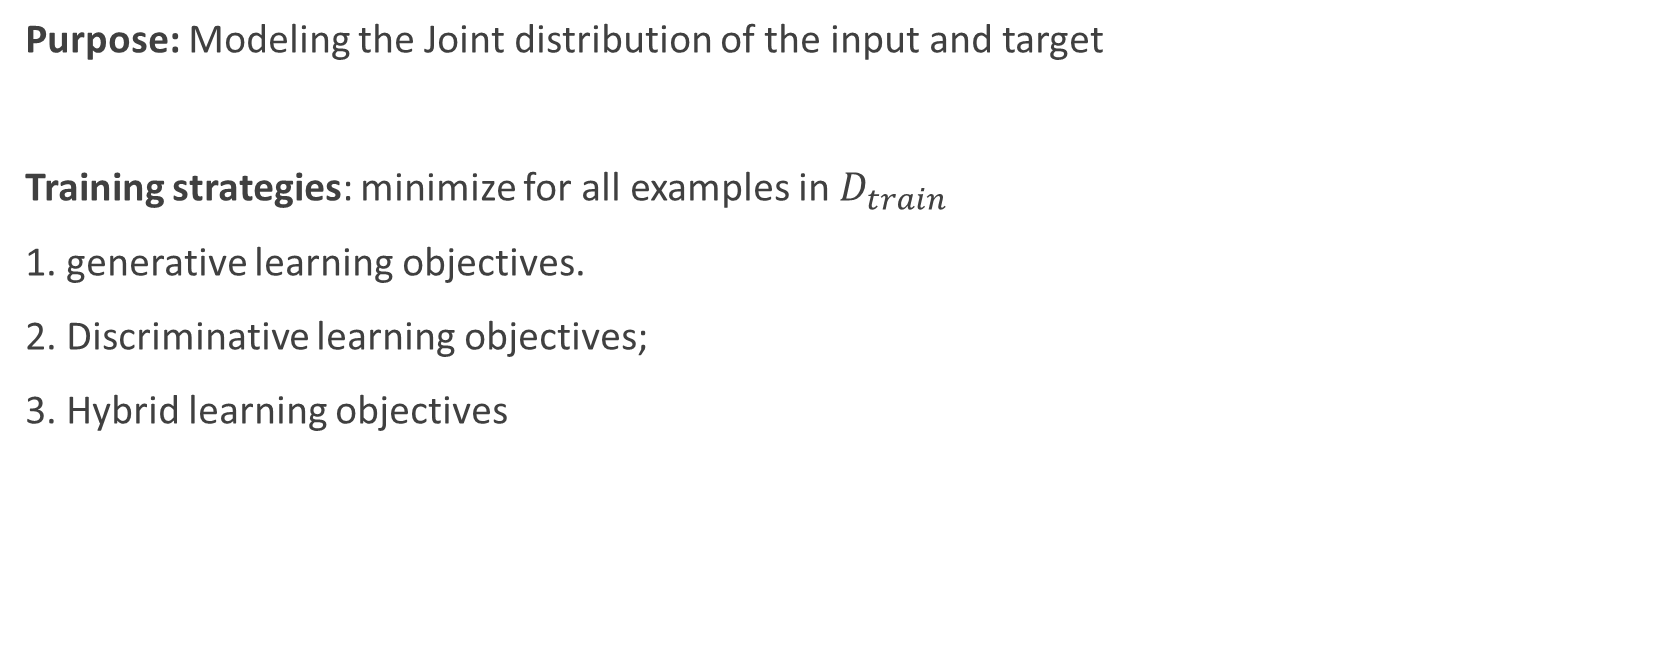 Purpose: Modeling the Joint distribution of the input and target
Training strategies: minimize for all examples in D_train
1. generative learning objectives.
2. Discriminative learning objectives;
3. Hybrid learning objectives